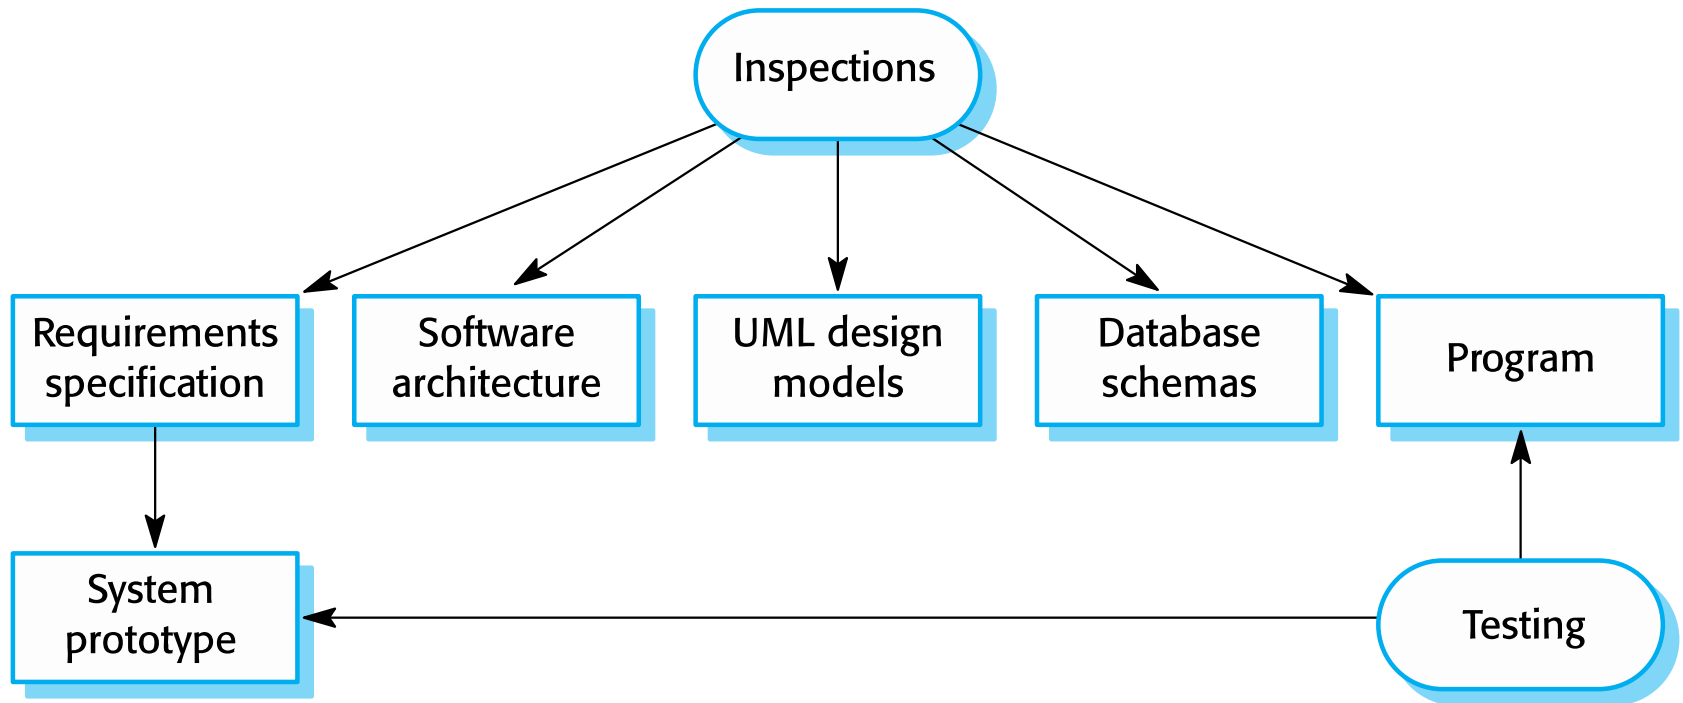 Inspections
Requirements
specification
Software
architecture
UML design
models
Database
schemas
Program
System
prototype
Testing